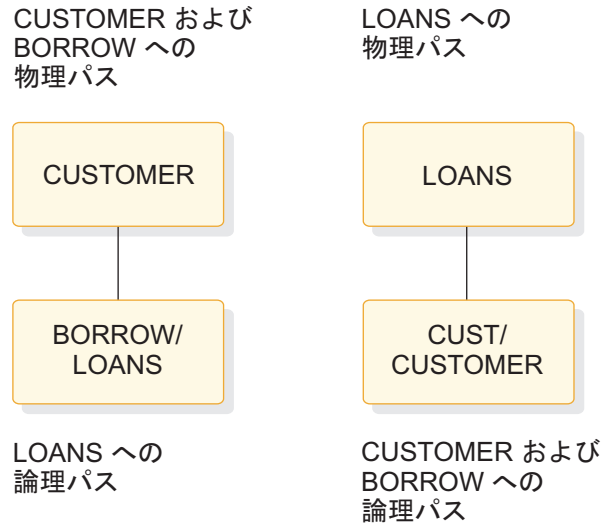 CUSTOMER および
BORROW への
物理パス
CUSTOMER
BORROW/
LOANS
LOANS への
論理パス
LOANS への
物理パス
LOANS
CUST/
CUSTOMER
CUSTOMER および
BORROW への
論理パス